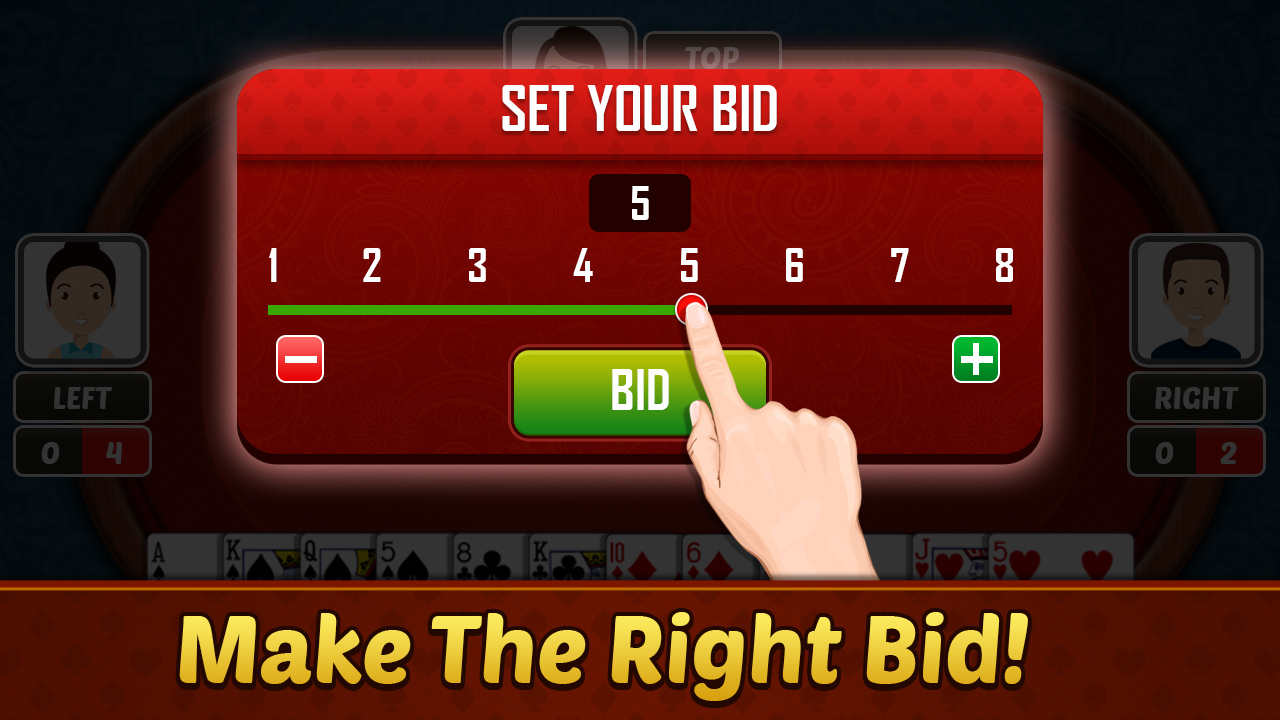 TOP
SET YOUR BID
5
1 2 3 4 5 6 7 8
BID
LEFT
0 4
RIGHT
0 2
A K Q 5 8 K 10 6 J 5
Make The Right Bid!